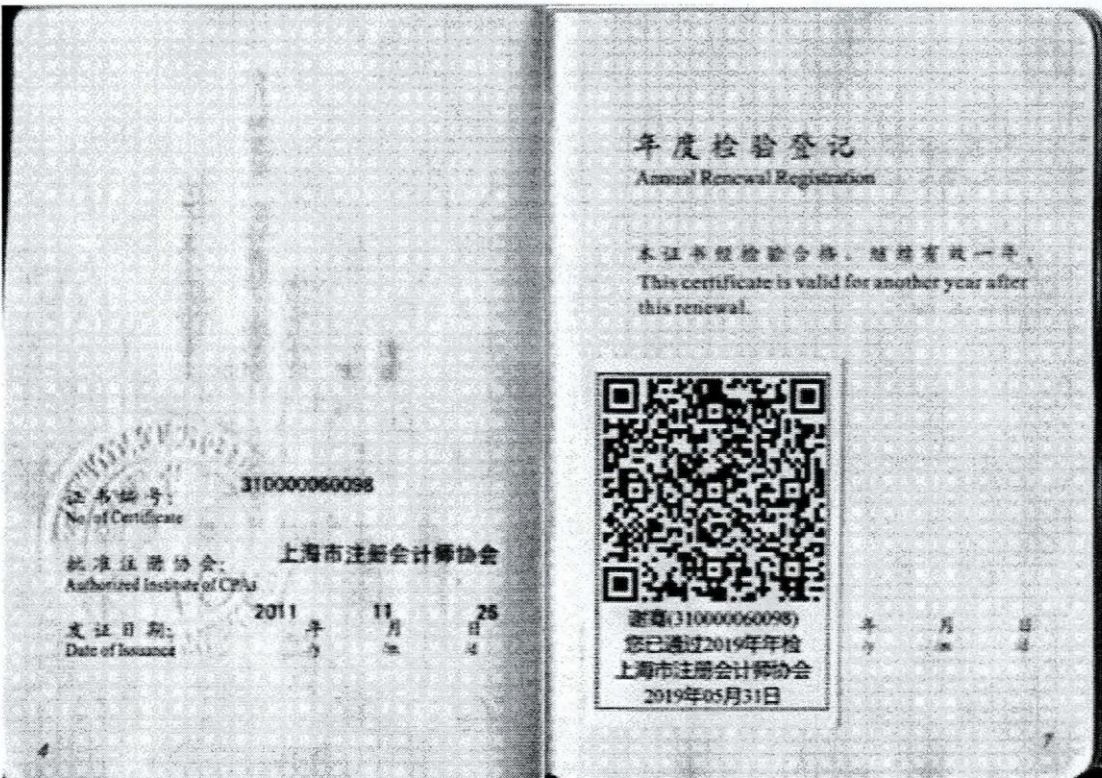 证书编号: 310000060098
No. of Certificate
批准注册协会: 上海市注册会计师协会
Authorized Institute of CPAs
发证日期: 2011 年 11 月 26 日
Date of Issuance /y /m /d
4
年度检验登记
Annual Renewal Registration
本证书经检验合格，继续有效一年。
This certificate is valid for another year after
this renewal.
(310000060098)
您已通过2019年年检
上海市注册会计师协会
2019年05月31日
年 月 日
/y /m /d
7